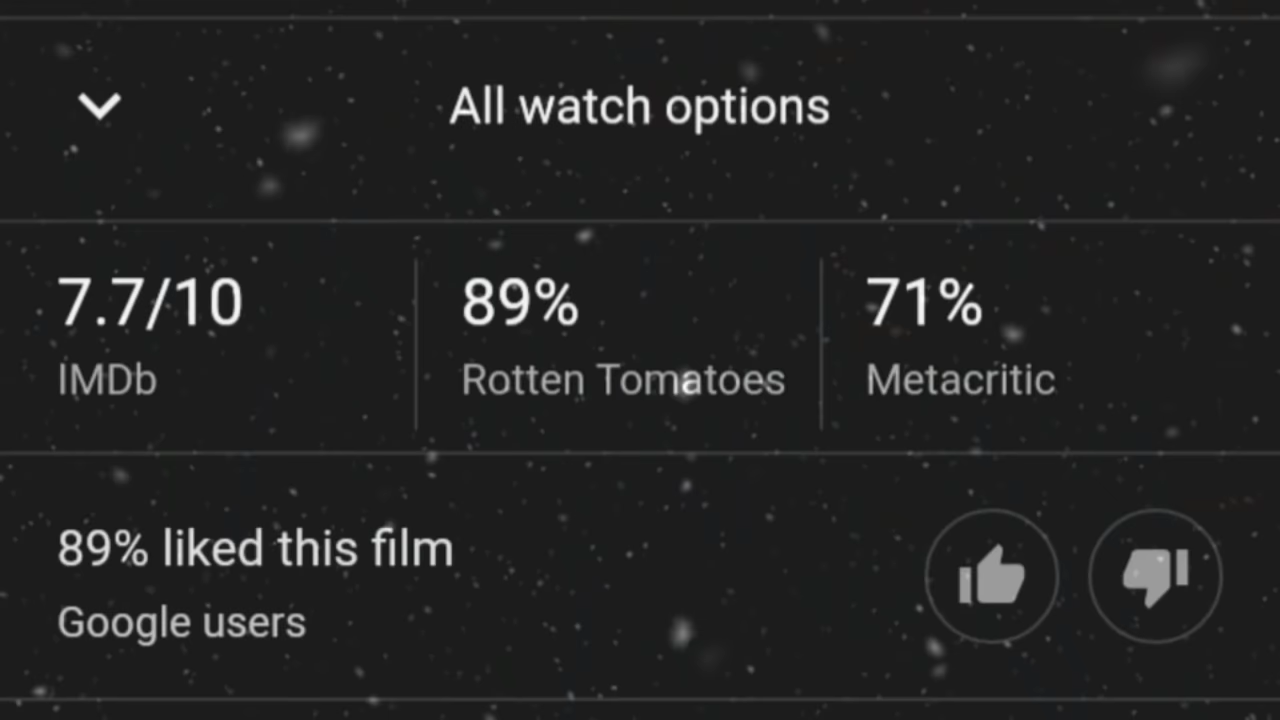 All watch options
7.7/10
IMDb
89%
Rotten Tomatoes
71%
Metacritic
89% liked this film
Google users